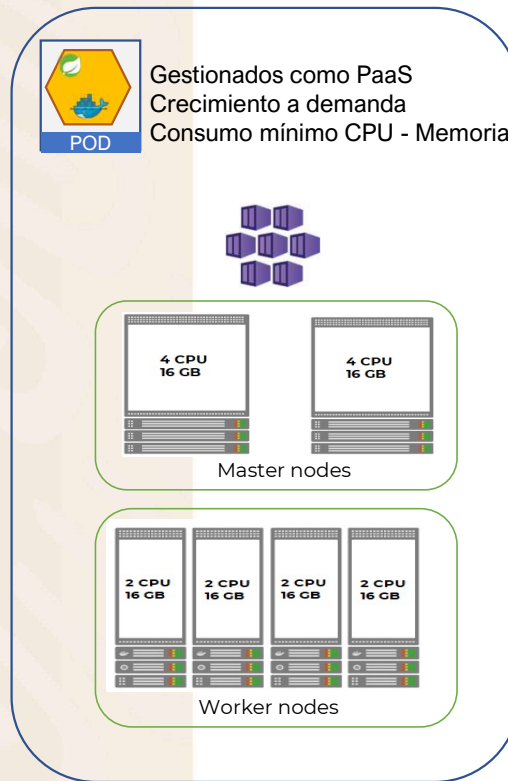 POD
Gestionados como PaaS
Crecimiento a demanda
Consumo mínimo CPU - Memoria
4 CPU
16 GB
4 CPU
16 GB
Master nodes
2 CPU
16 GB
2 CPU
16 GB
2 CPU
16 GB
2 CPU
16 GB
Worker nodes